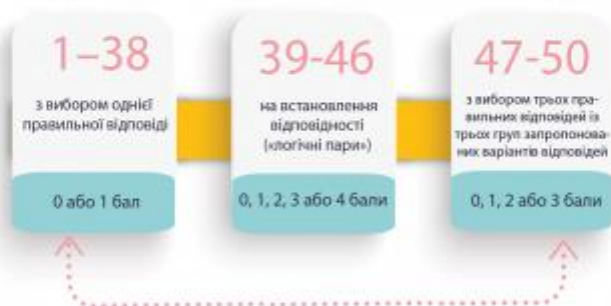 1–38
з вибором однієї
правильної відповіді
0 або 1 бал
39-46
на встановлення
відповідності
(«логічні пари»)
0, 1, 2, 3 або 4 бали
47-50
з вибором трьох пра-
вильних відповідей із
трьох груп запропонова-
них варіантів відповідей
0, 1, 2 або 3 бали